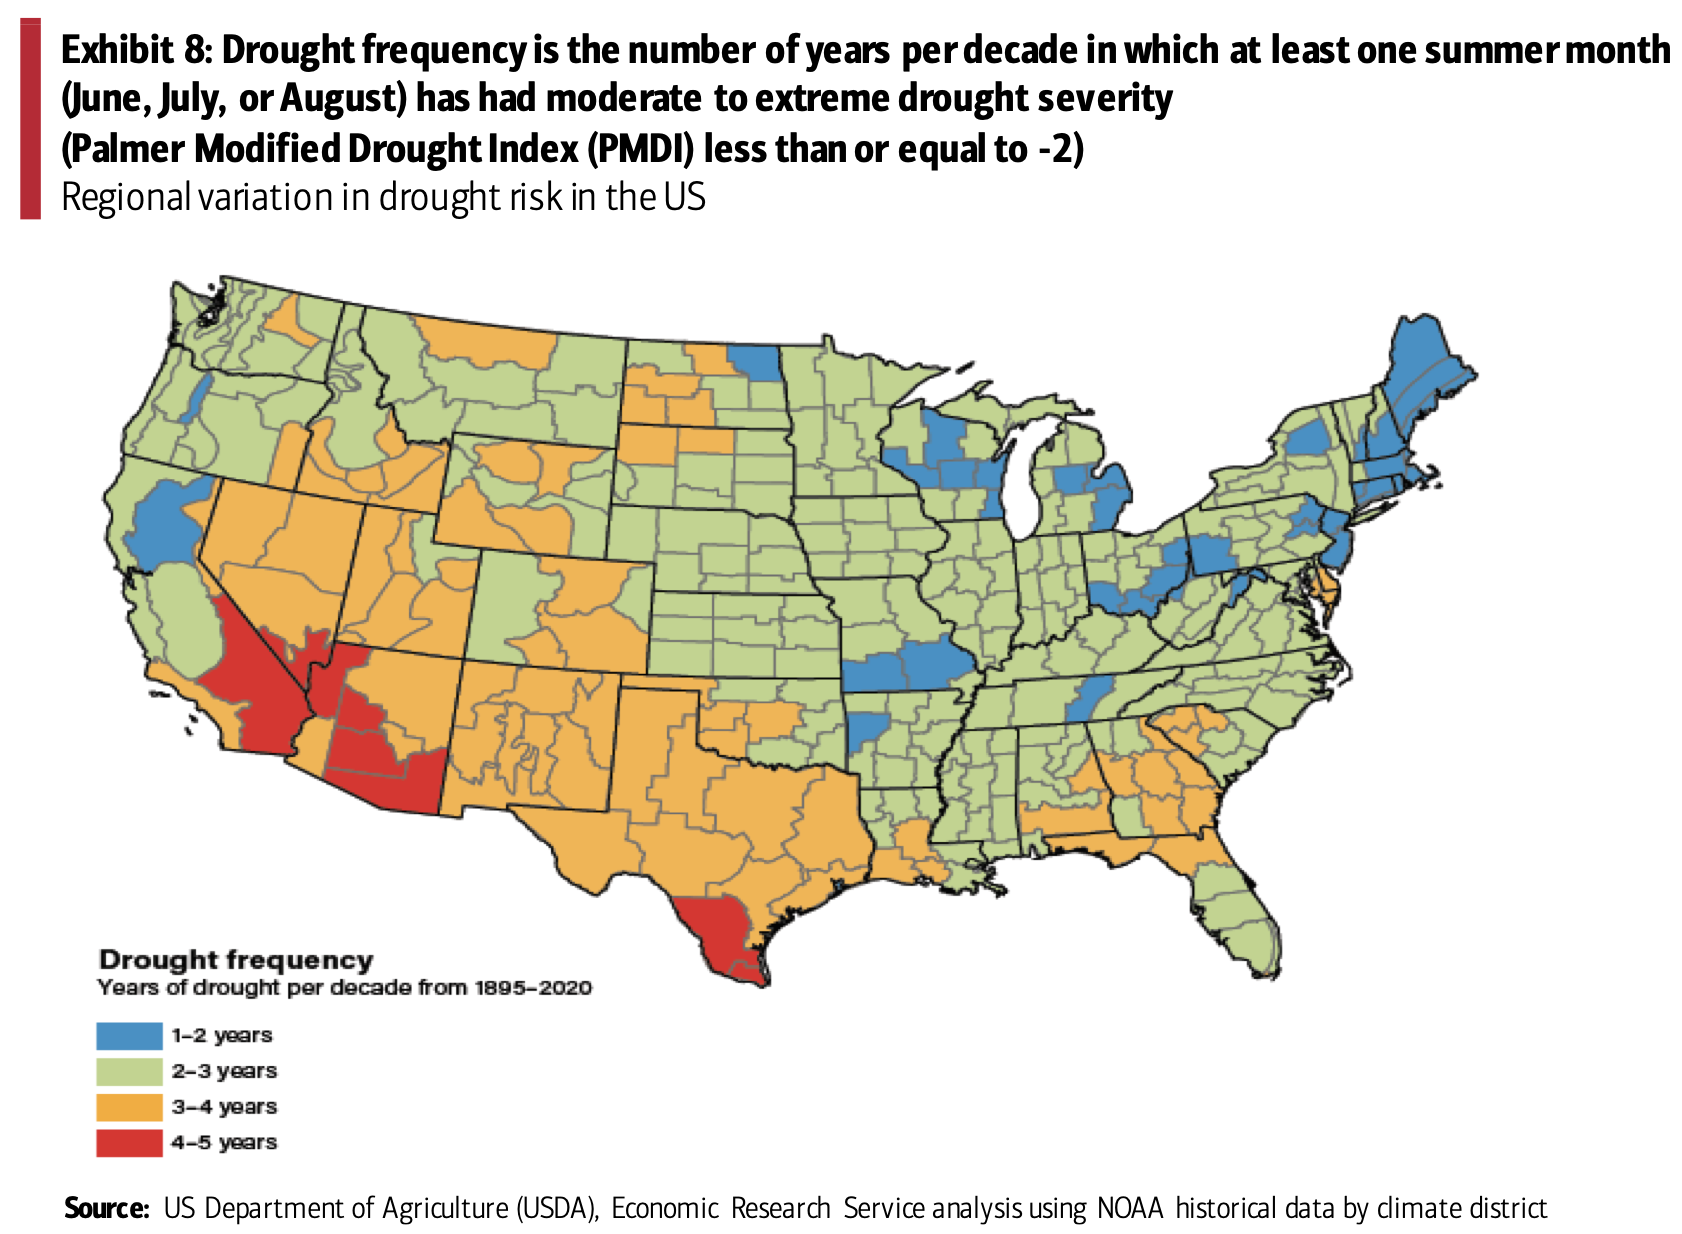 Exhibit 8: Drought frequency is the number of years per decade in which at least one summer month
(June, July, or August) has had moderate to extreme drought severity
(Palmer Modified Drought Index (PMDI) less than or equal to -2)
Regional variation in drought risk in the US
Drought frequency
Years of drought per decade from 1895–2020
1–2 years
2–3 years
3–4 years
4–5 years
Source: US Department of Agriculture (USDA), Economic Research Service analysis using NOAA historical data by climate district